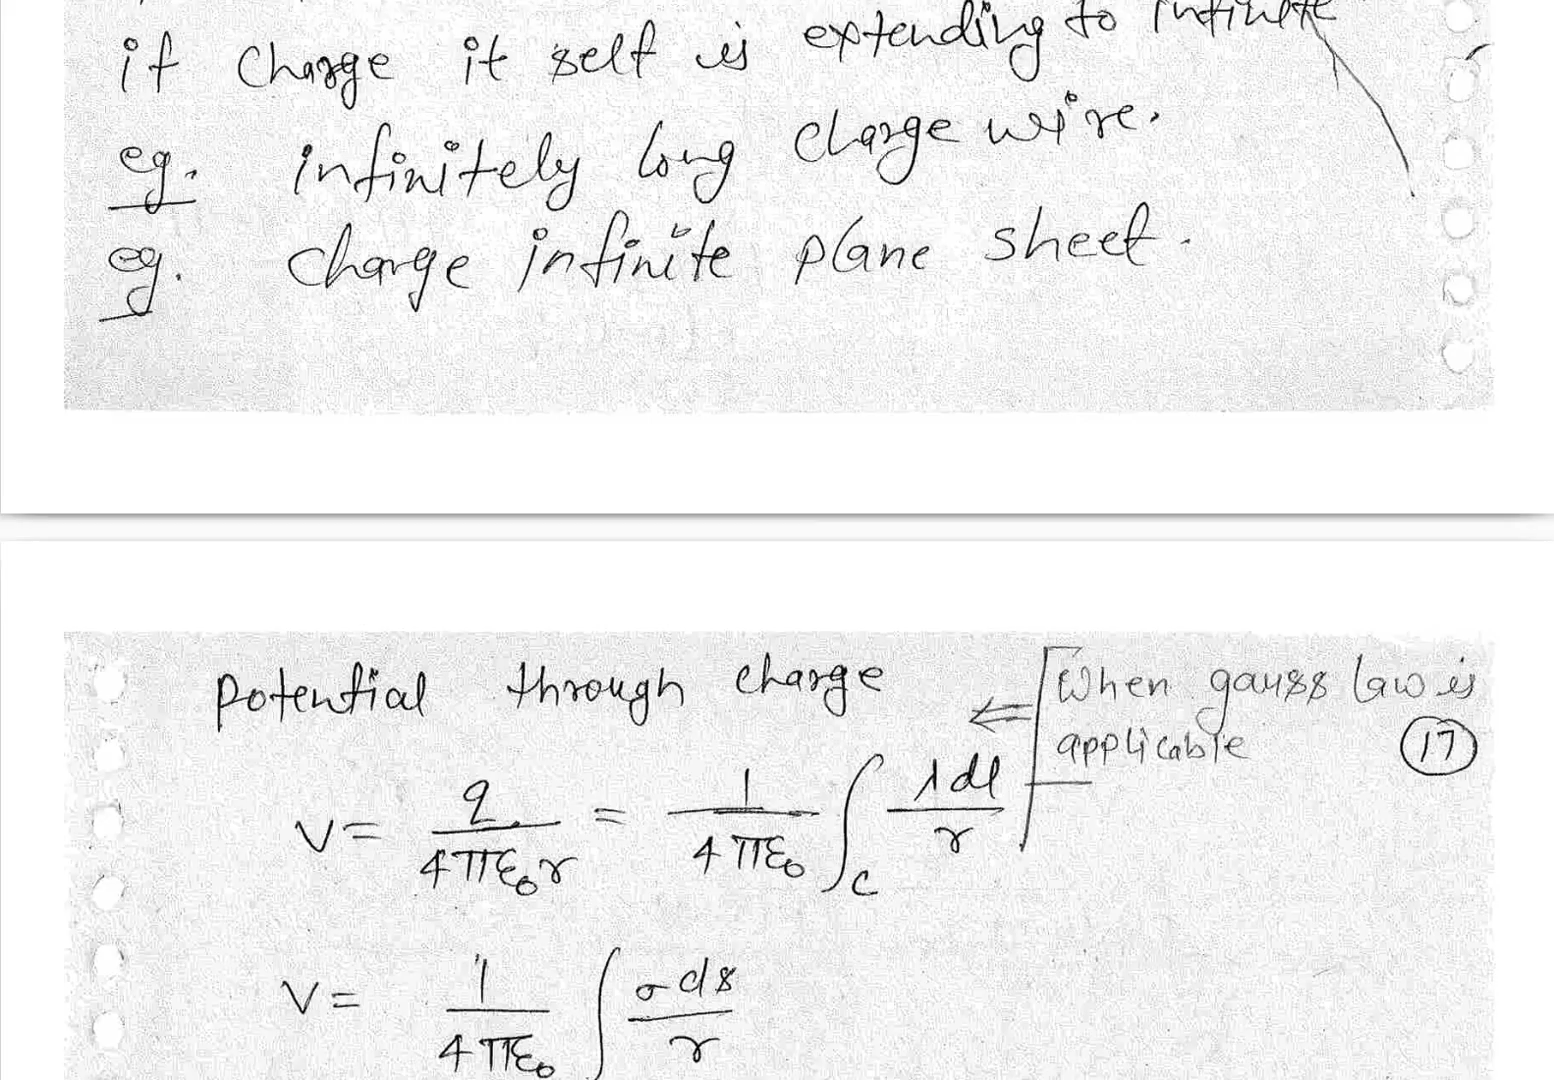 if charge it self is extending to infinite
eg. infinitely long charge wire.
eg. charge infinite plane sheet.
Potential through charge ⇐ [When gauss law is applicable
(17)
V = q / 4πε₀r = 1 / 4πε₀ ∫c λdl / r
V = 1 / 4πε₀ ∫ σds / r